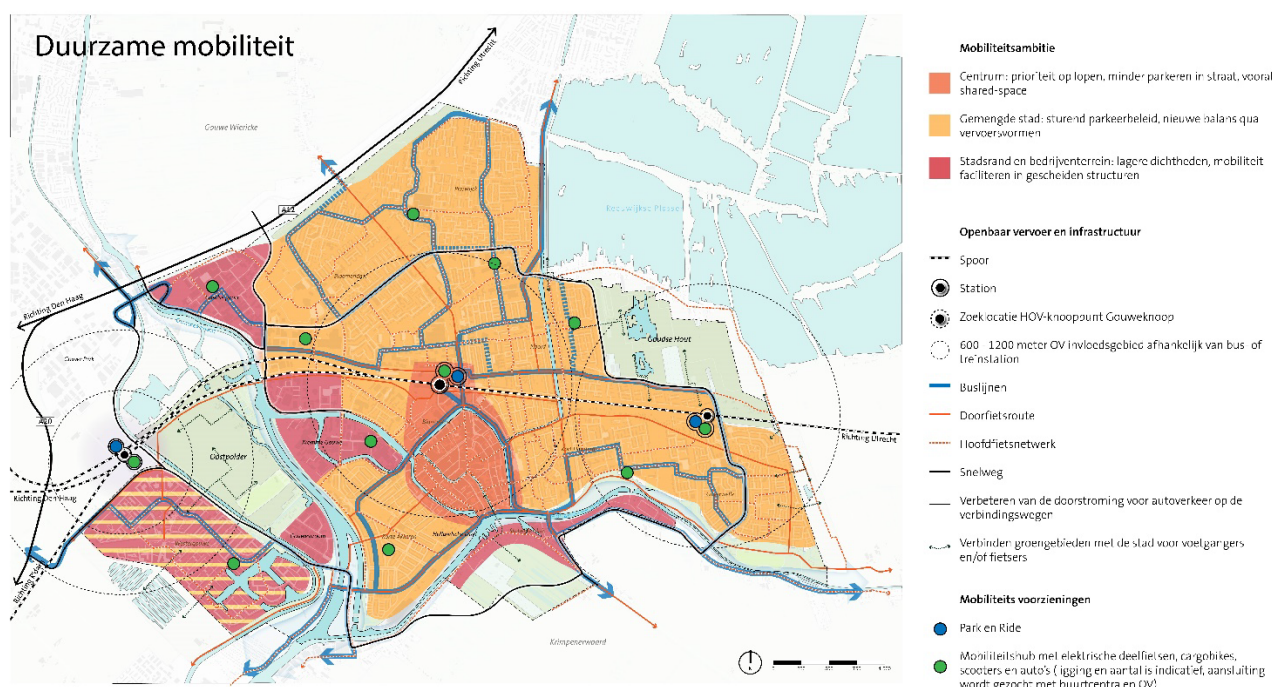 Duurzame mobiliteit
Richting Utrecht
Gouwe Wiericke
A12
Reeuwijkse Plassen
Bloemendaal
Richting Den Haag
Gouwe Park
Goudse Hout
Noord
A20
Oostpolder
Richting Utrecht
Richting Den Haag
Korte Akkeren
Krimpenerwaard
Mobiliteitsambitie
Centrum: prioriteit op lopen, minder parkeren in straat, vooral
shared-space
Gemengde stad: sturend parkeerbeleid, nieuwe balans qua
vervoersvormen
Stadsrand en bedrijventerrein: lagere dichtheden, mobiliteit
faciliteren in gescheiden structuren
Openbaar vervoer en infrastructuur
Spoor
Station
Zoeklocatie HOV-knooppunt Gouweknoop
600 - 1200 meter OV invloedsgebied afhankelijk van bus- of
treinstation
Buslijnen
Doorfietsroute
Hoofdfietsnetwerk
Snelweg
Verbeteren van de doorstroming voor autoverkeer op de
verbindingswegen
Verbinden groengebieden met de stad voor voetgangers
en/of fietsers
Mobiliteits voorzieningen
Park en Ride
Mobiliteitshub met elektrische deelfietsen, cargobikes,
scooters en auto's (ligging en aantal is indicatief, aansluiting
wordt gezocht met buurtcentra en OV)